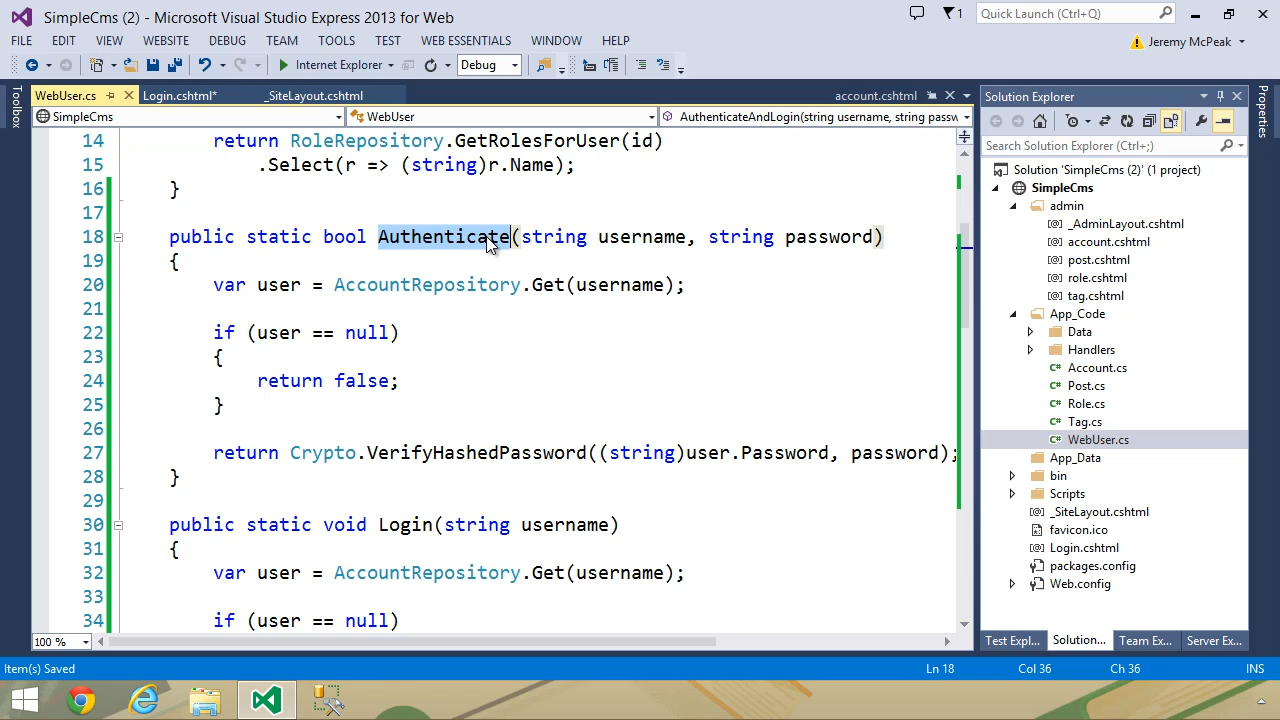 SimpleCms (2) - Microsoft Visual Studio Express 2013 for Web
1
Quick Launch (Ctrl+Q)
FILE EDIT VIEW WEBSITE DEBUG TEAM TOOLS TEST WEB ESSENTIALS WINDOW HELP
Jeremy McPeak
Internet Explorer
Debug
Toolbox
WebUser.cs
Login.cshtml*
_SiteLayout.cshtml
account.cshtml
SimpleCms
WebUser
AuthenticateAndLogin(string username, string passw
14 return RoleRepository.GetRolesForUser(id)
15 .Select(r => (string)r.Name);
16 }
17
18 public static bool Authenticate(string username, string password)
19 {
20 var user = AccountRepository.Get(username);
21
22 if (user == null)
23 {
24 return false;
25 }
26
27 return Crypto.VerifyHashedPassword((string)user.Password, password);
28 }
29
30 public static void Login(string username)
31 {
32 var user = AccountRepository.Get(username);
33
34 if (user == null)
100 %
Solution Explorer
Search Solution Explorer (Ctrl+;)
Solution 'SimpleCms (2)' (1 project)
SimpleCms
admin
_AdminLayout.cshtml
account.cshtml
post.cshtml
role.cshtml
tag.cshtml
App_Code
Data
Handlers
Account.cs
Post.cs
Role.cs
Tag.cs
WebUser.cs
App_Data
bin
Scripts
_SiteLayout.cshtml
favicon.ico
Login.cshtml
packages.config
Web.config
Test Expl...
Solution...
Team Ex...
Server Ex...
Properties
Item(s) Saved
Ln 18
Col 36
Ch 36
INS